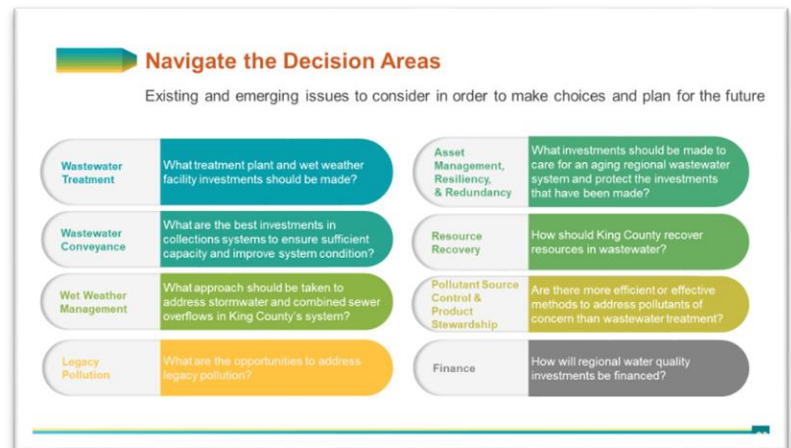 Navigate the Decision Areas
Existing and emerging issues to consider in order to make choices and plan for the future
Wastewater
Treatment
What treatment plant and wet weather
facility investments should be made?
Wastewater
Conveyance
What are the best investments in
collections systems to ensure sufficient
capacity and improve system condition?
Wet Weather
Management
What approach should be taken to
address stormwater and combined sewer
overflows in King County's system?
Legacy
Pollution
What are the opportunities to address
legacy pollution?
Asset
Management,
Resiliency,
& Redundancy
What investments should be made to
care for an aging regional wastewater
system and protect the investments
that have been made?
Resource
Recovery
How should King County recover
resources in wastewater?
Pollutant Source
Control &
Product
Stewardship
Are there more efficient or effective
methods to address pollutants of
concern than wastewater treatment?
Finance
How will regional water quality
investments be financed?